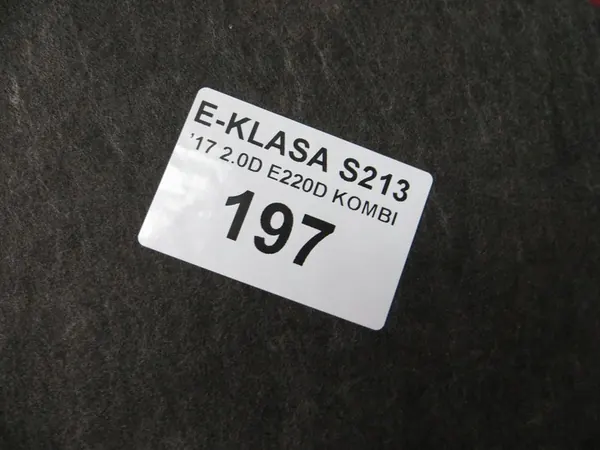 E-KLASA S213
'17 2.0D E220D KOMBI
197